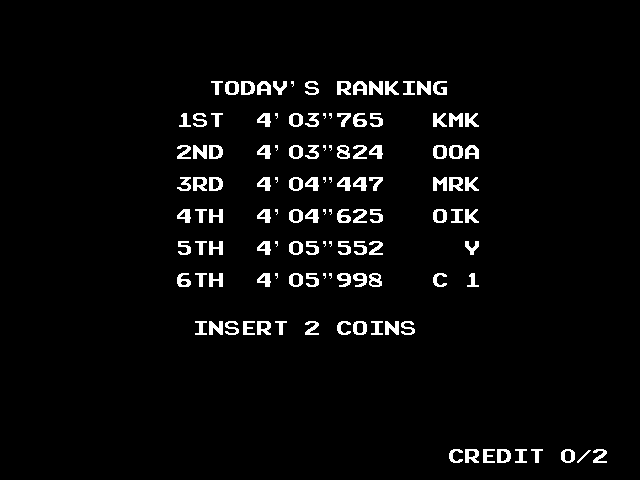 TODAY'S RANKING
1ST 4'03"765 KMK
2ND 4'03"824 OOA
3RD 4'04"447 MRK
4TH 4'04"625 OIK
5TH 4'05"552 Y
6TH 4'05"998 C 1
INSERT 2 COINS
CREDIT 0/2